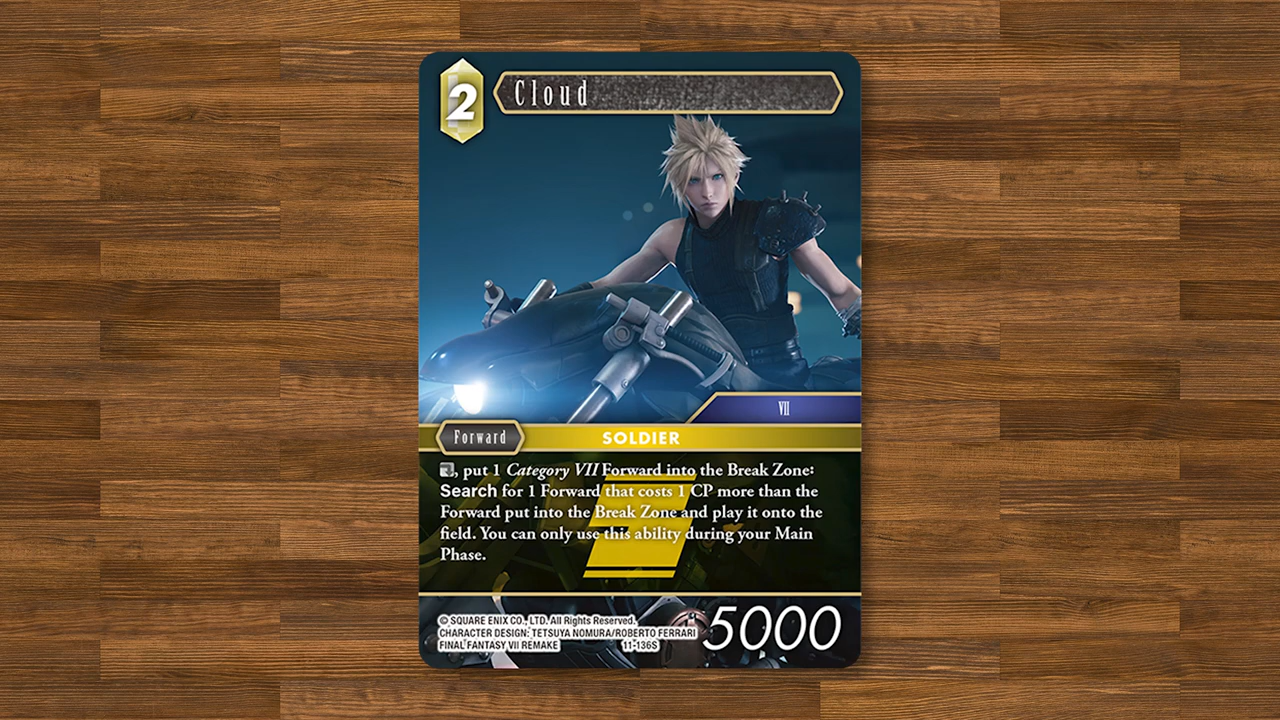 2
Cloud
VII
Forward
SOLDIER
, put 1 Category VII Forward into the Break Zone:
Search for 1 Forward that costs 1 CP more than the
Forward put into the Break Zone and play it onto the
field. You can only use this ability during your Main
Phase.
© SQUARE ENIX CO., LTD. All Rights Reserved.
CHARACTER DESIGN: TETSUYA NOMURA/ROBERTO FERRARI
FINAL FANTASY VII REMAKE 11-136S
5000